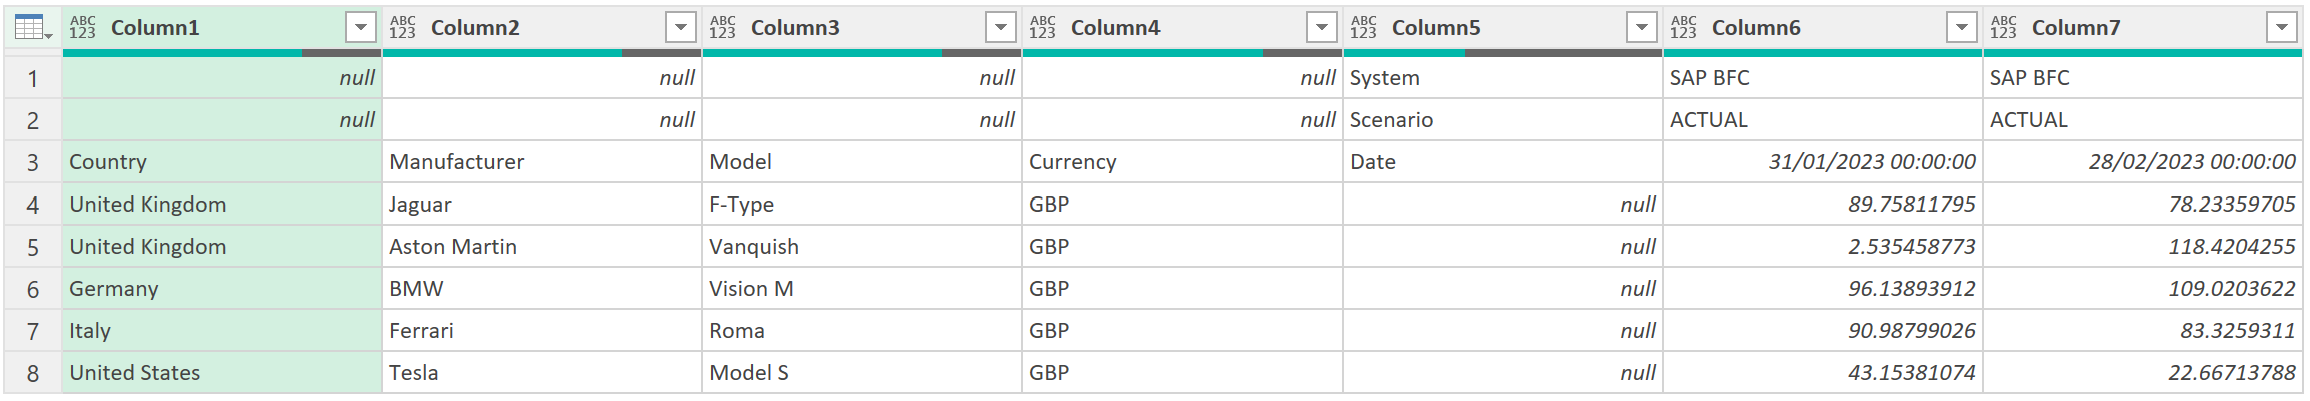 ABC 123 Column1 ABC 123 Column2 ABC 123 Column3 ABC 123 Column4 ABC 123 Column5 ABC 123 Column6 ABC 123 Column7
1 null null null null System SAP BFC SAP BFC
2 null null null null Scenario ACTUAL ACTUAL
3 Country Manufacturer Model Currency Date 31/01/2023 00:00:00 28/02/2023 00:00:00
4 United Kingdom Jaguar F-Type GBP null 89.75811795 78.23359705
5 United Kingdom Aston Martin Vanquish GBP null 2.535458773 118.4204255
6 Germany BMW Vision M GBP null 96.13893912 109.0203622
7 Italy Ferrari Roma GBP null 90.98799026 83.3259311
8 United States Tesla Model S GBP null 43.15381074 22.66713788